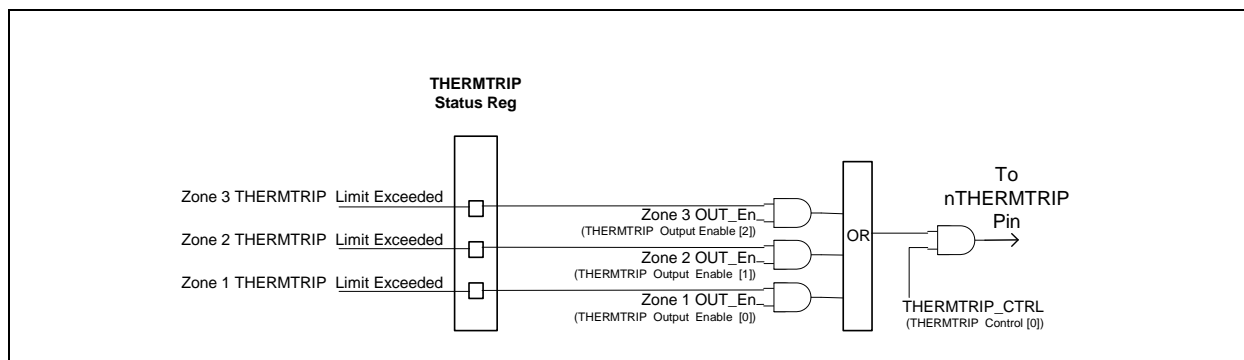 THERMTRIP
Status Reg
Zone 3 THERMTRIP Limit Exceeded
Zone 3 OUT_En
(THERMTRIP Output Enable [2])
Zone 2 THERMTRIP Limit Exceeded
Zone 2 OUT_En
(THERMTRIP Output Enable [1])
Zone 1 THERMTRIP Limit Exceeded
Zone 1 OUT_En
(THERMTRIP Output Enable [0])
OR
To
nTHERMTRIP
Pin
THERMTRIP_CTRL
(THERMTRIP Control [0])